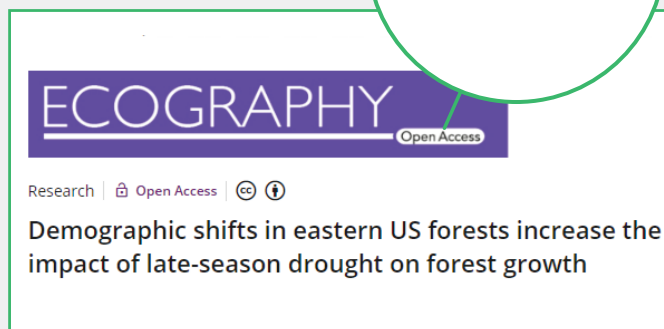 ECOGRAPHY
Open Access
Research Open Access cc
Demographic shifts in eastern US forests increase the
impact of late-season drought on forest growth